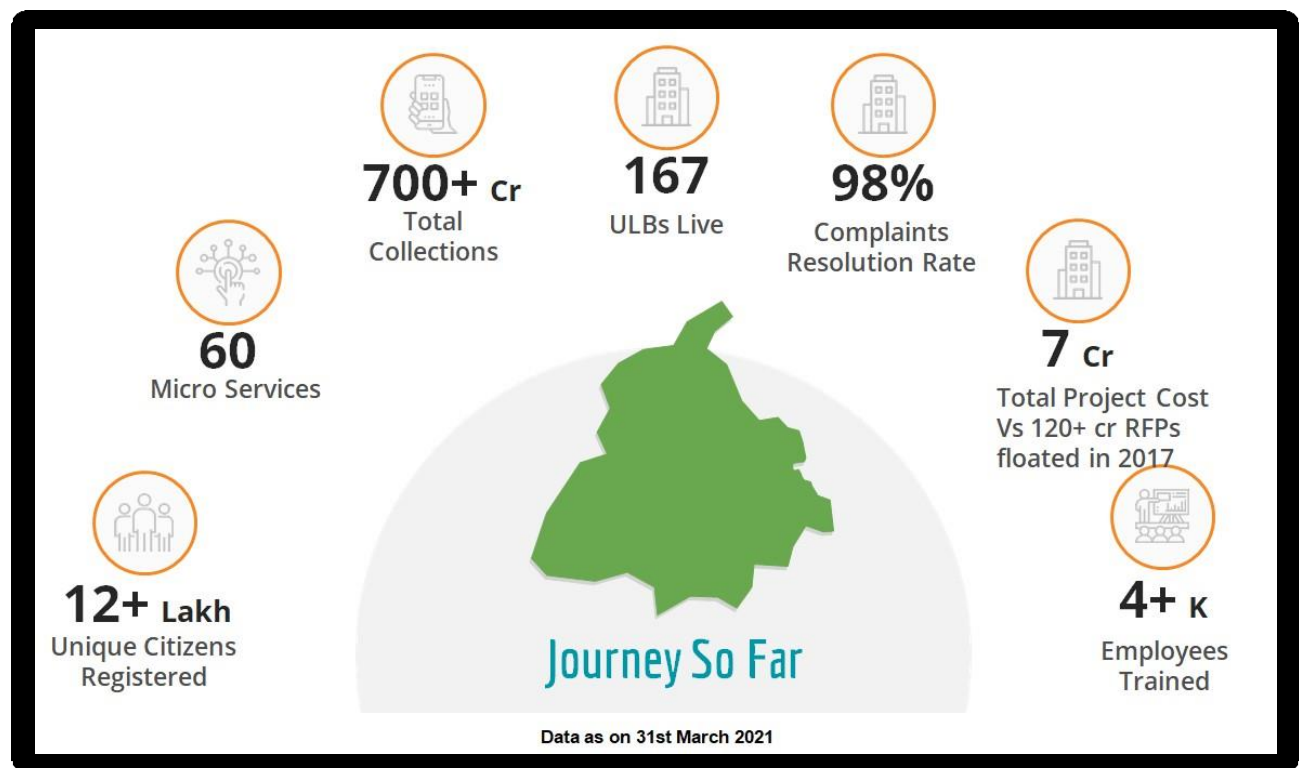 700+ Cr
Total
Collections
167
ULBs Live
98%
Complaints
Resolution Rate
60
Micro Services
7 Cr
Total Project Cost
Vs 120+ cr RFPs
floated in 2017
12+ Lakh
Unique Citizens
Registered
4+ K
Employees
Trained
Journey So Far
Data as on 31st March 2021